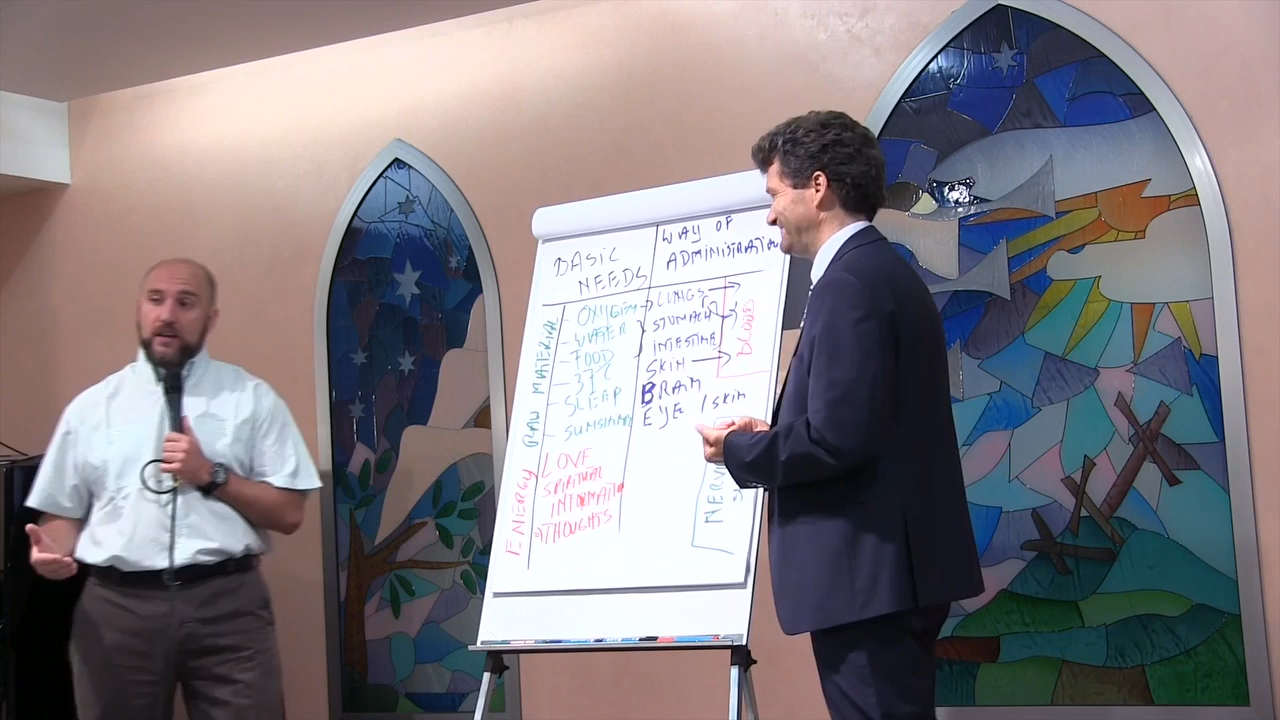 BASIC
NEEDS
WAY OF
ADMINISTRATION
RAW MATERIAL
- OXYGEN
- WATER
- FOOD
- 37°C
- SLEEP
- SUNSHINE
LUNGS
STOMACH
INTESTINE
SKIN
BRAIN
EYE / SKIN
BLOOD
ENERGY
LOVE
SPIRITUAL
THOUGHTS